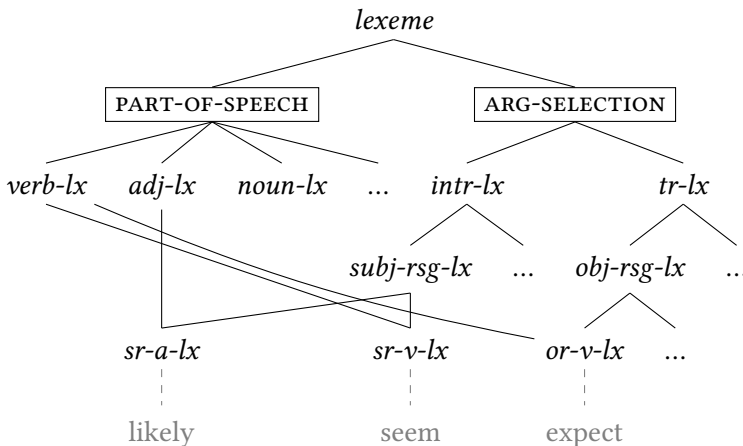 lexeme
PART-OF-SPEECH ARG-SELECTION
verb-lx adj-lx noun-lx ... intr-lx tr-lx
subj-rsg-lx ... obj-rsg-lx ...
sr-a-lx sr-v-lx or-v-lx ...
likely seem expect